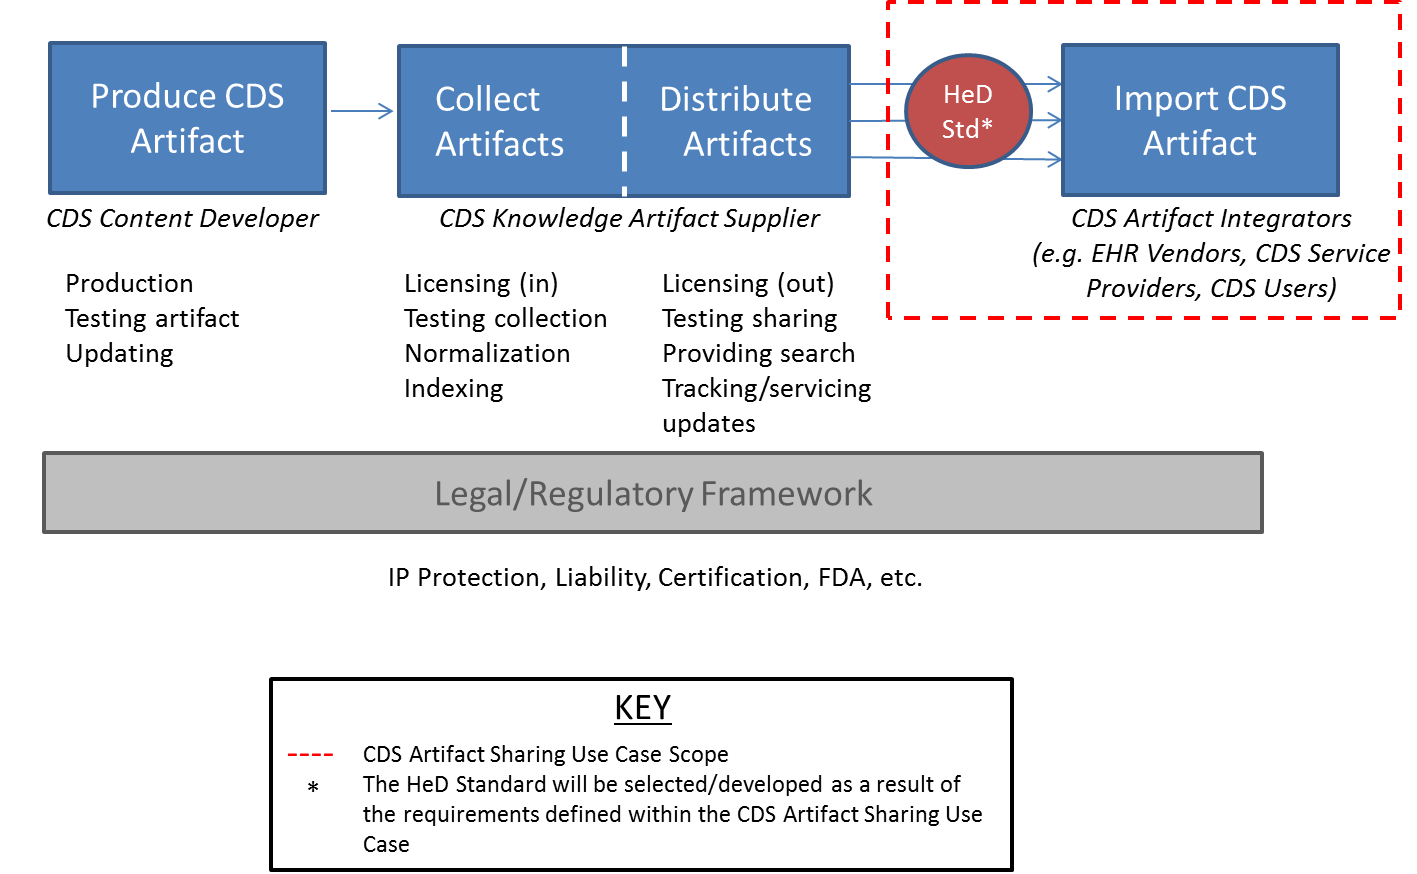 Produce CDS
Artifact
Collect
Artifacts
Distribute
Artifacts
HeD
Std*
Import CDS
Artifact
CDS Content Developer
CDS Knowledge Artifact Supplier
CDS Artifact Integrators
(e.g. EHR Vendors, CDS Service
Providers, CDS Users)
Production
Testing artifact
Updating
Licensing (in)
Testing collection
Normalization
Indexing
Licensing (out)
Testing sharing
Providing search
Tracking/servicing
updates
Legal/Regulatory Framework
IP Protection, Liability, Certification, FDA, etc.
KEY
---- CDS Artifact Sharing Use Case Scope
* The HeD Standard will be selected/developed as a result of
the requirements defined within the CDS Artifact Sharing Use
Case